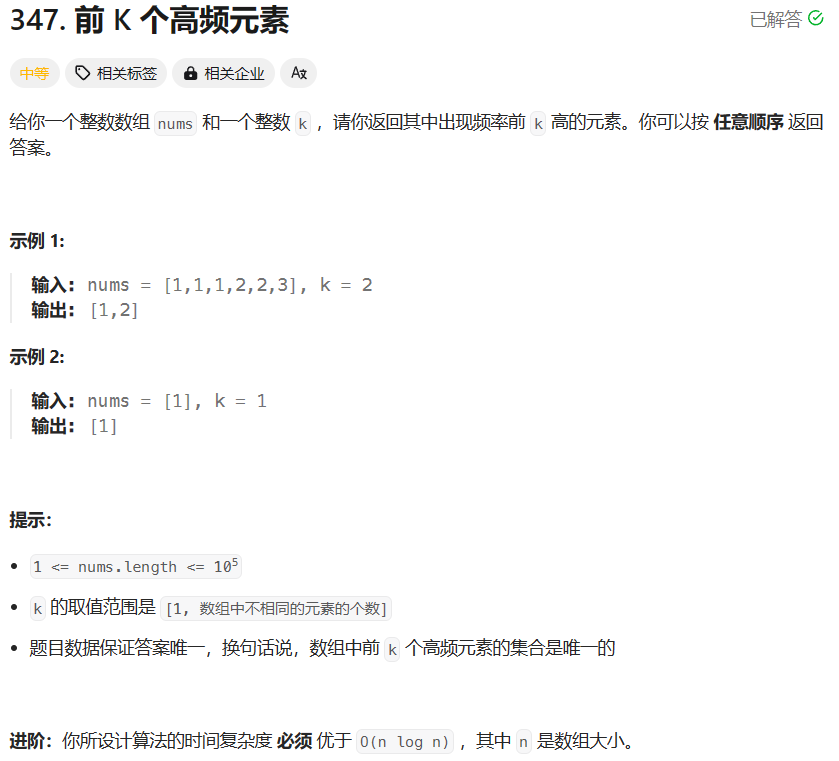 347. 前 K 个高频元素
已解答
中等 相关标签 相关企业 Aあ
给你一个整数数组 nums 和一个整数 k ，请你返回其中出现频率前 k 高的元素。你可以按 任意顺序 返回
答案。
示例 1:
输入： nums = [1,1,1,2,2,3], k = 2
输出： [1,2]
示例 2:
输入： nums = [1], k = 1
输出： [1]
提示：
1 <= nums.length <= 10⁵
k 的取值范围是 [1, 数组中不相同的元素的个数]
题目数据保证答案唯一，换句话说，数组中前 k 个高频元素的集合是唯一的
进阶：你所设计算法的时间复杂度 必须 优于 O(n log n) ，其中 n 是数组大小。